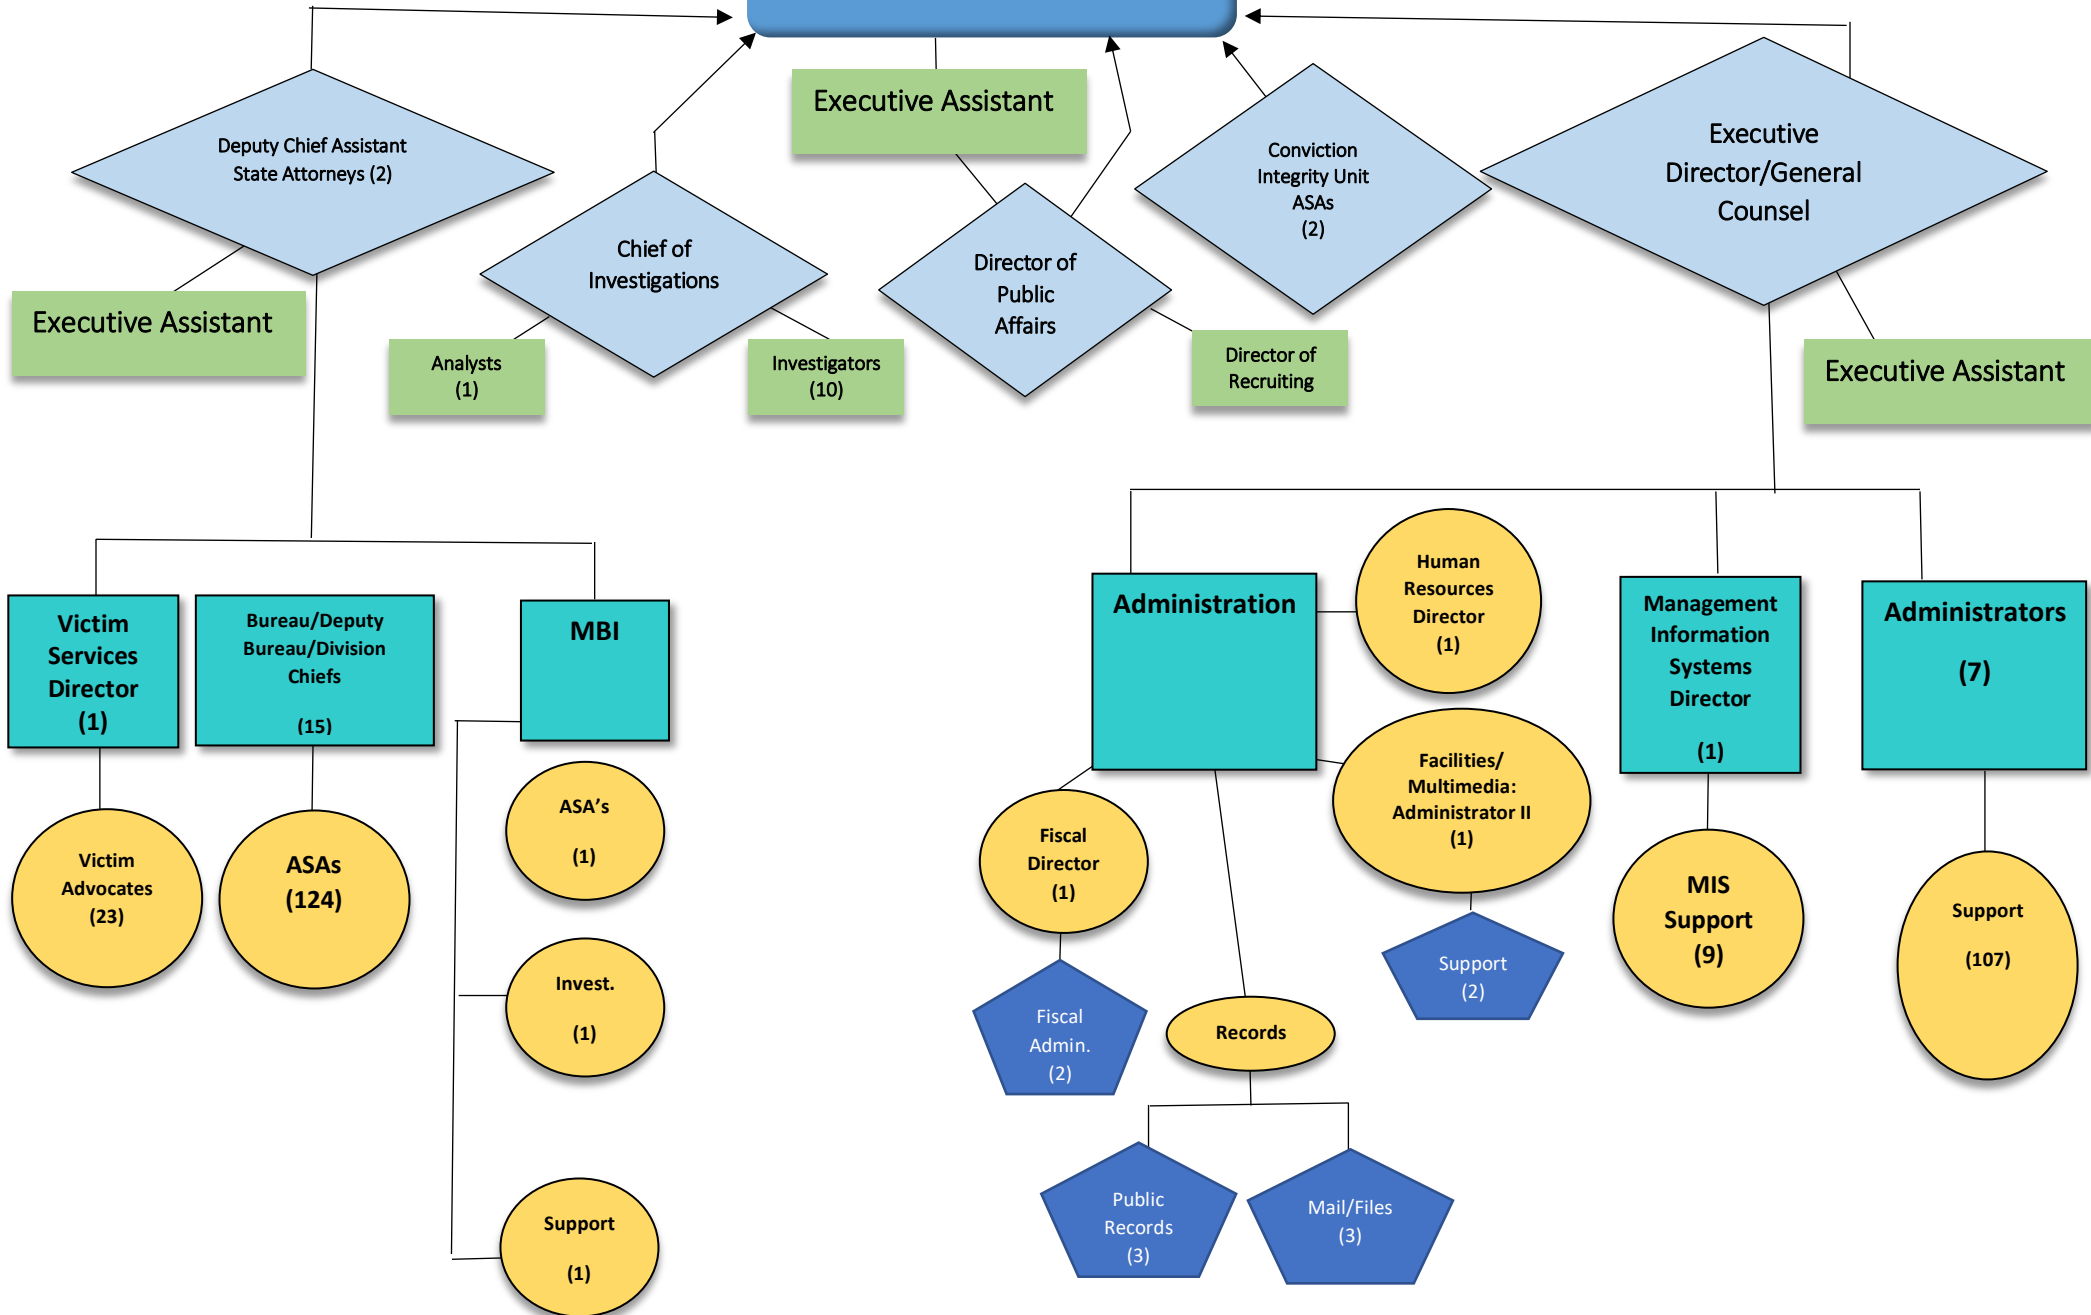 Executive Assistant
Deputy Chief Assistant
State Attorneys (2)
Conviction
Integrity Unit
ASAs
(2)
Executive
Director/General
Counsel
Chief of
Investigations
Director of
Public
Affairs
Executive Assistant
Analysts
(1)
Investigators
(10)
Director of
Recruiting
Executive Assistant
Victim
Services
Director
(1)
Bureau/Deputy
Bureau/Division
Chiefs
(15)
MBI
Administration
Human
Resources
Director
(1)
Management
Information
Systems
Director
(1)
Administrators
(7)
Victim
Advocates
(23)
ASAs
(124)
ASA's
(1)
Invest.
(1)
Support
(1)
Fiscal
Director
(1)
Facilities/
Multimedia:
Administrator II
(1)
MIS
Support
(9)
Support
(107)
Fiscal
Admin.
(2)
Records
Support
(2)
Public
Records
(3)
Mail/Files
(3)